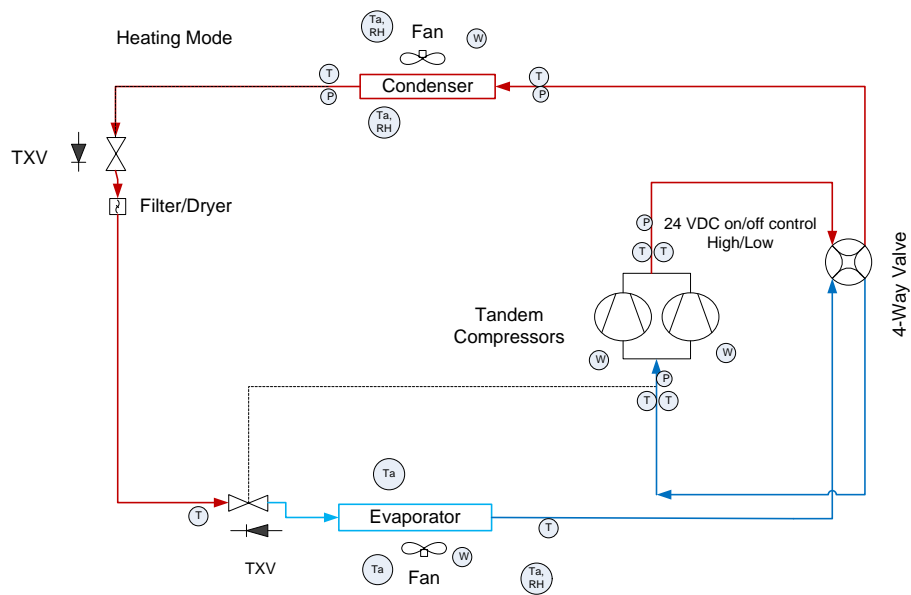 Heating Mode
Ta,
RH
Fan
W
T
P
Condenser
T
P
Ta,
RH
TXV
Filter/Dryer
P
24 VDC on/off control
High/Low
T
T
4-Way Valve
Tandem
Compressors
W
W
P
T
T
Ta
T
Evaporator
T
TXV
Ta
Fan
W
Ta,
RH